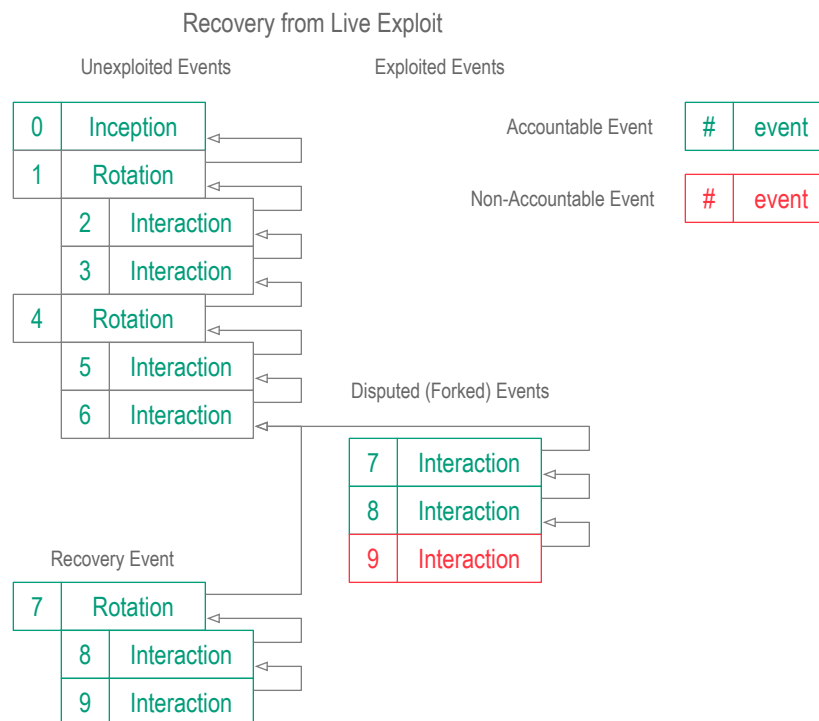 Recovery from Live Exploit
Unexploited Events
Exploited Events
0 Inception
1 Rotation
2 Interaction
3 Interaction
4 Rotation
5 Interaction
6 Interaction
Accountable Event # event
Non-Accountable Event # event
Disputed (Forked) Events
7 Interaction
8 Interaction
9 Interaction
Recovery Event
7 Rotation
8 Interaction
9 Interaction